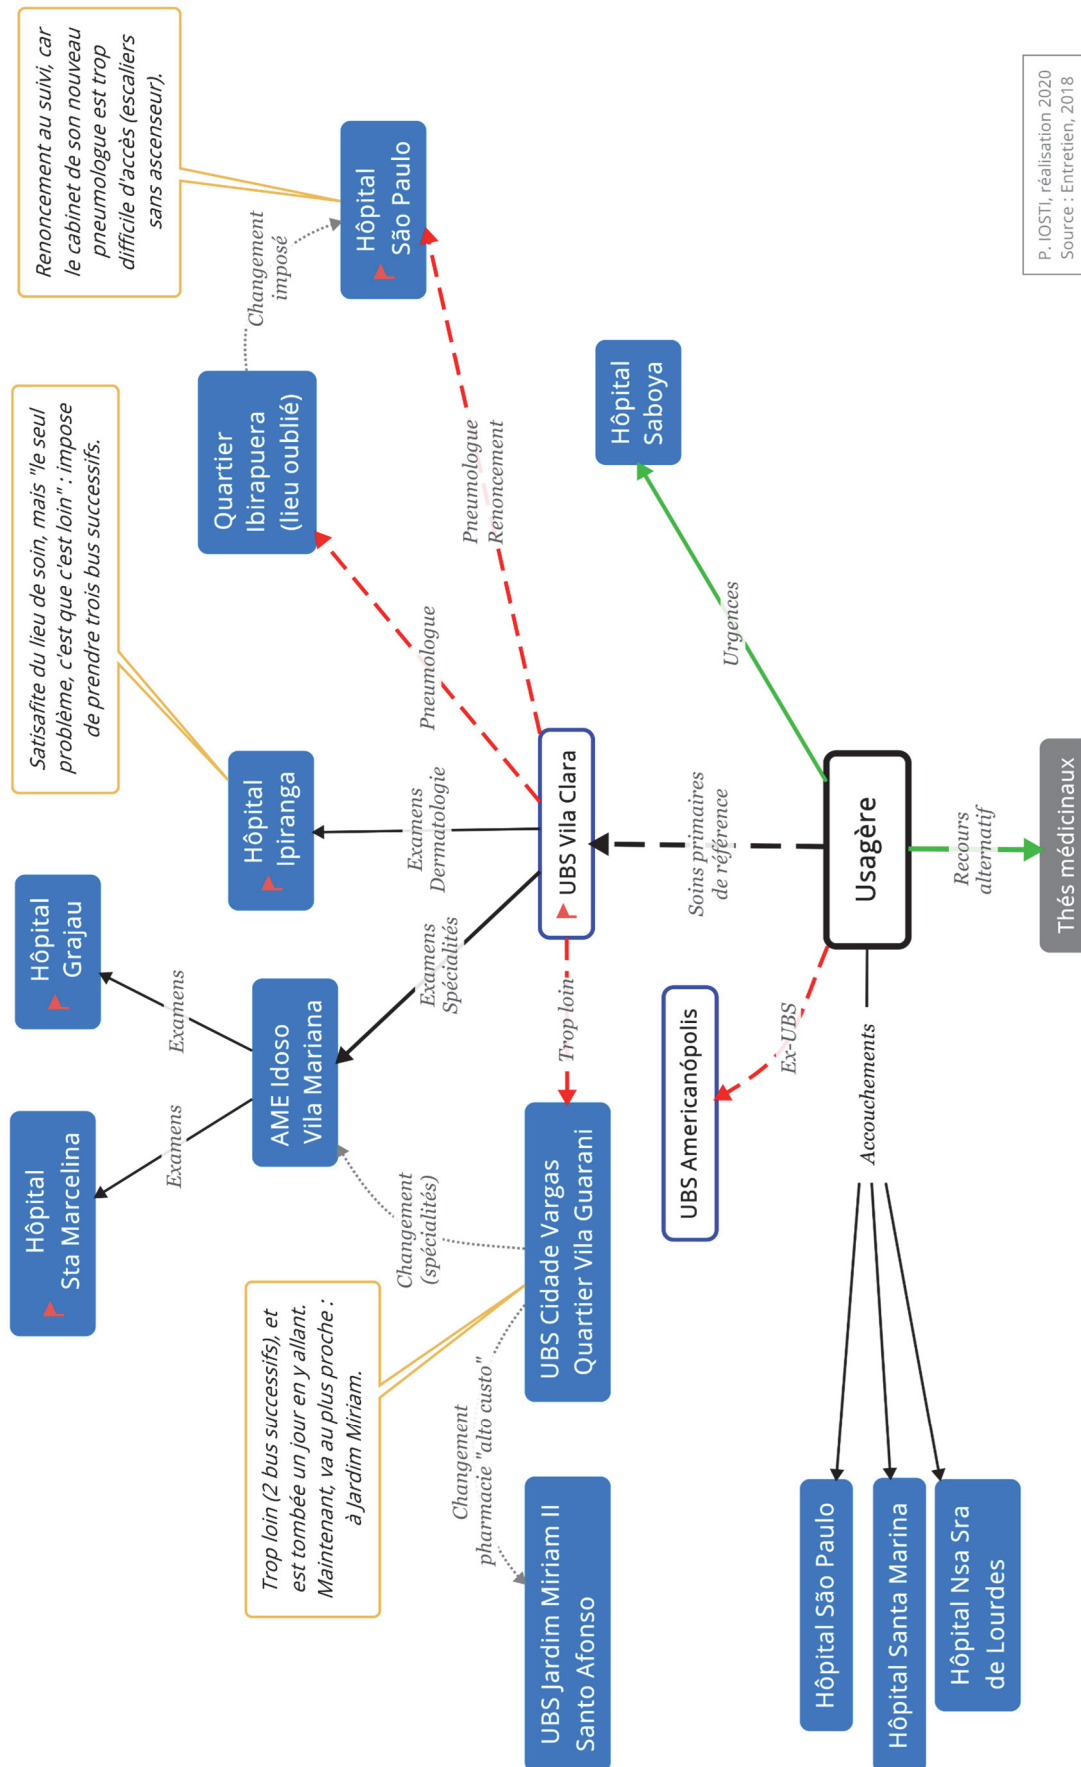 Hôpital
Sta Marcelina
Hôpital
Grajau
Satisafite du lieu de soin, mais "le seul
problème, c'est que c'est loin" : impose
de prendre trois bus successifs.
Renoncement au suivi, car
le cabinet de son nouveau
pneumologue est trop
difficile d'accès (escaliers
sans ascenseur).
Examens
Examens
Quartier
Ibirapuera
(lieu oublié)
Changement
imposé
Hôpital
São Paulo
AME Idoso
Vila Mariana
Hôpital
Ipiranga
Trop loin (2 bus successifs), et
est tombée un jour en y allant.
Maintenant, va au plus proche :
à Jardim Miriam.
Changement
(spécialités)
Examens
Spécialités
Examens
Dermatologie
Pneumologue
Pneumologue
Renoncement
Changement
pharmacie "alto custo"
UBS Jardim Miriam II
Santo Afonso
UBS Cidade Vargas
Quartier Vila Guarani
Trop loin
UBS Vila Clara
Hôpital
Saboya
UBS Americanópolis
Soins primaires
de référence
Urgences
Ex-UBS
Hôpital São Paulo
Hôpital Santa Marina
Hôpital Nsa Sra
de Lourdes
Accouchements
Usagère
Recours
alternatif
Thés médicinaux
P. IOSTI, réalisation 2020
Source : Entretien, 2018